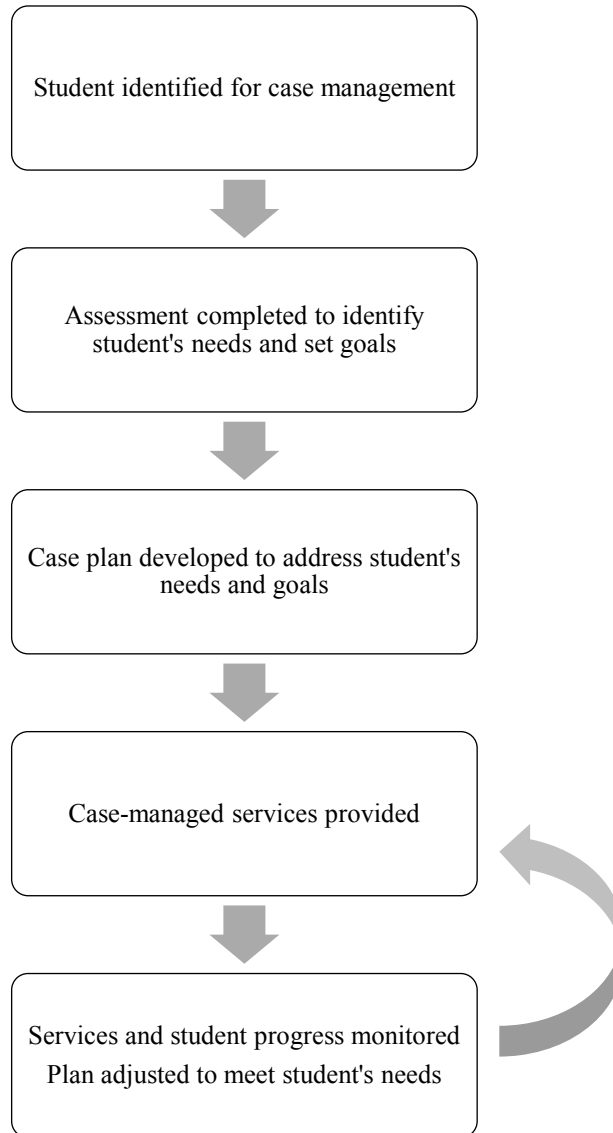 Student identified for case management
Assessment completed to identify
student's needs and set goals
Case plan developed to address student's
needs and goals
Case-managed services provided
Services and student progress monitored
Plan adjusted to meet student's needs